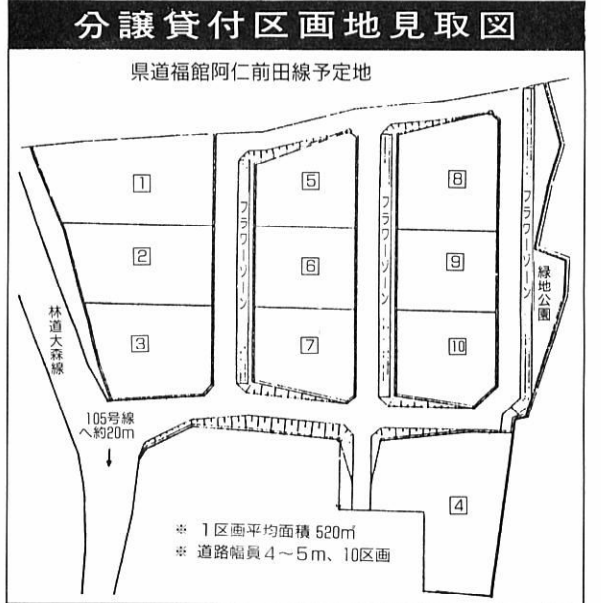 分譲貸付区画地見取図
県道福館阿仁前田線予定地
1
5
8
フラワーゾーン
フラワーゾーン
フラワーゾーン
2
6
9
緑地公園
林道大森線
3
7
10
105号線
へ約20m
4
※ 1区画平均面積 520㎡
※ 道路幅員4～5m、10区画